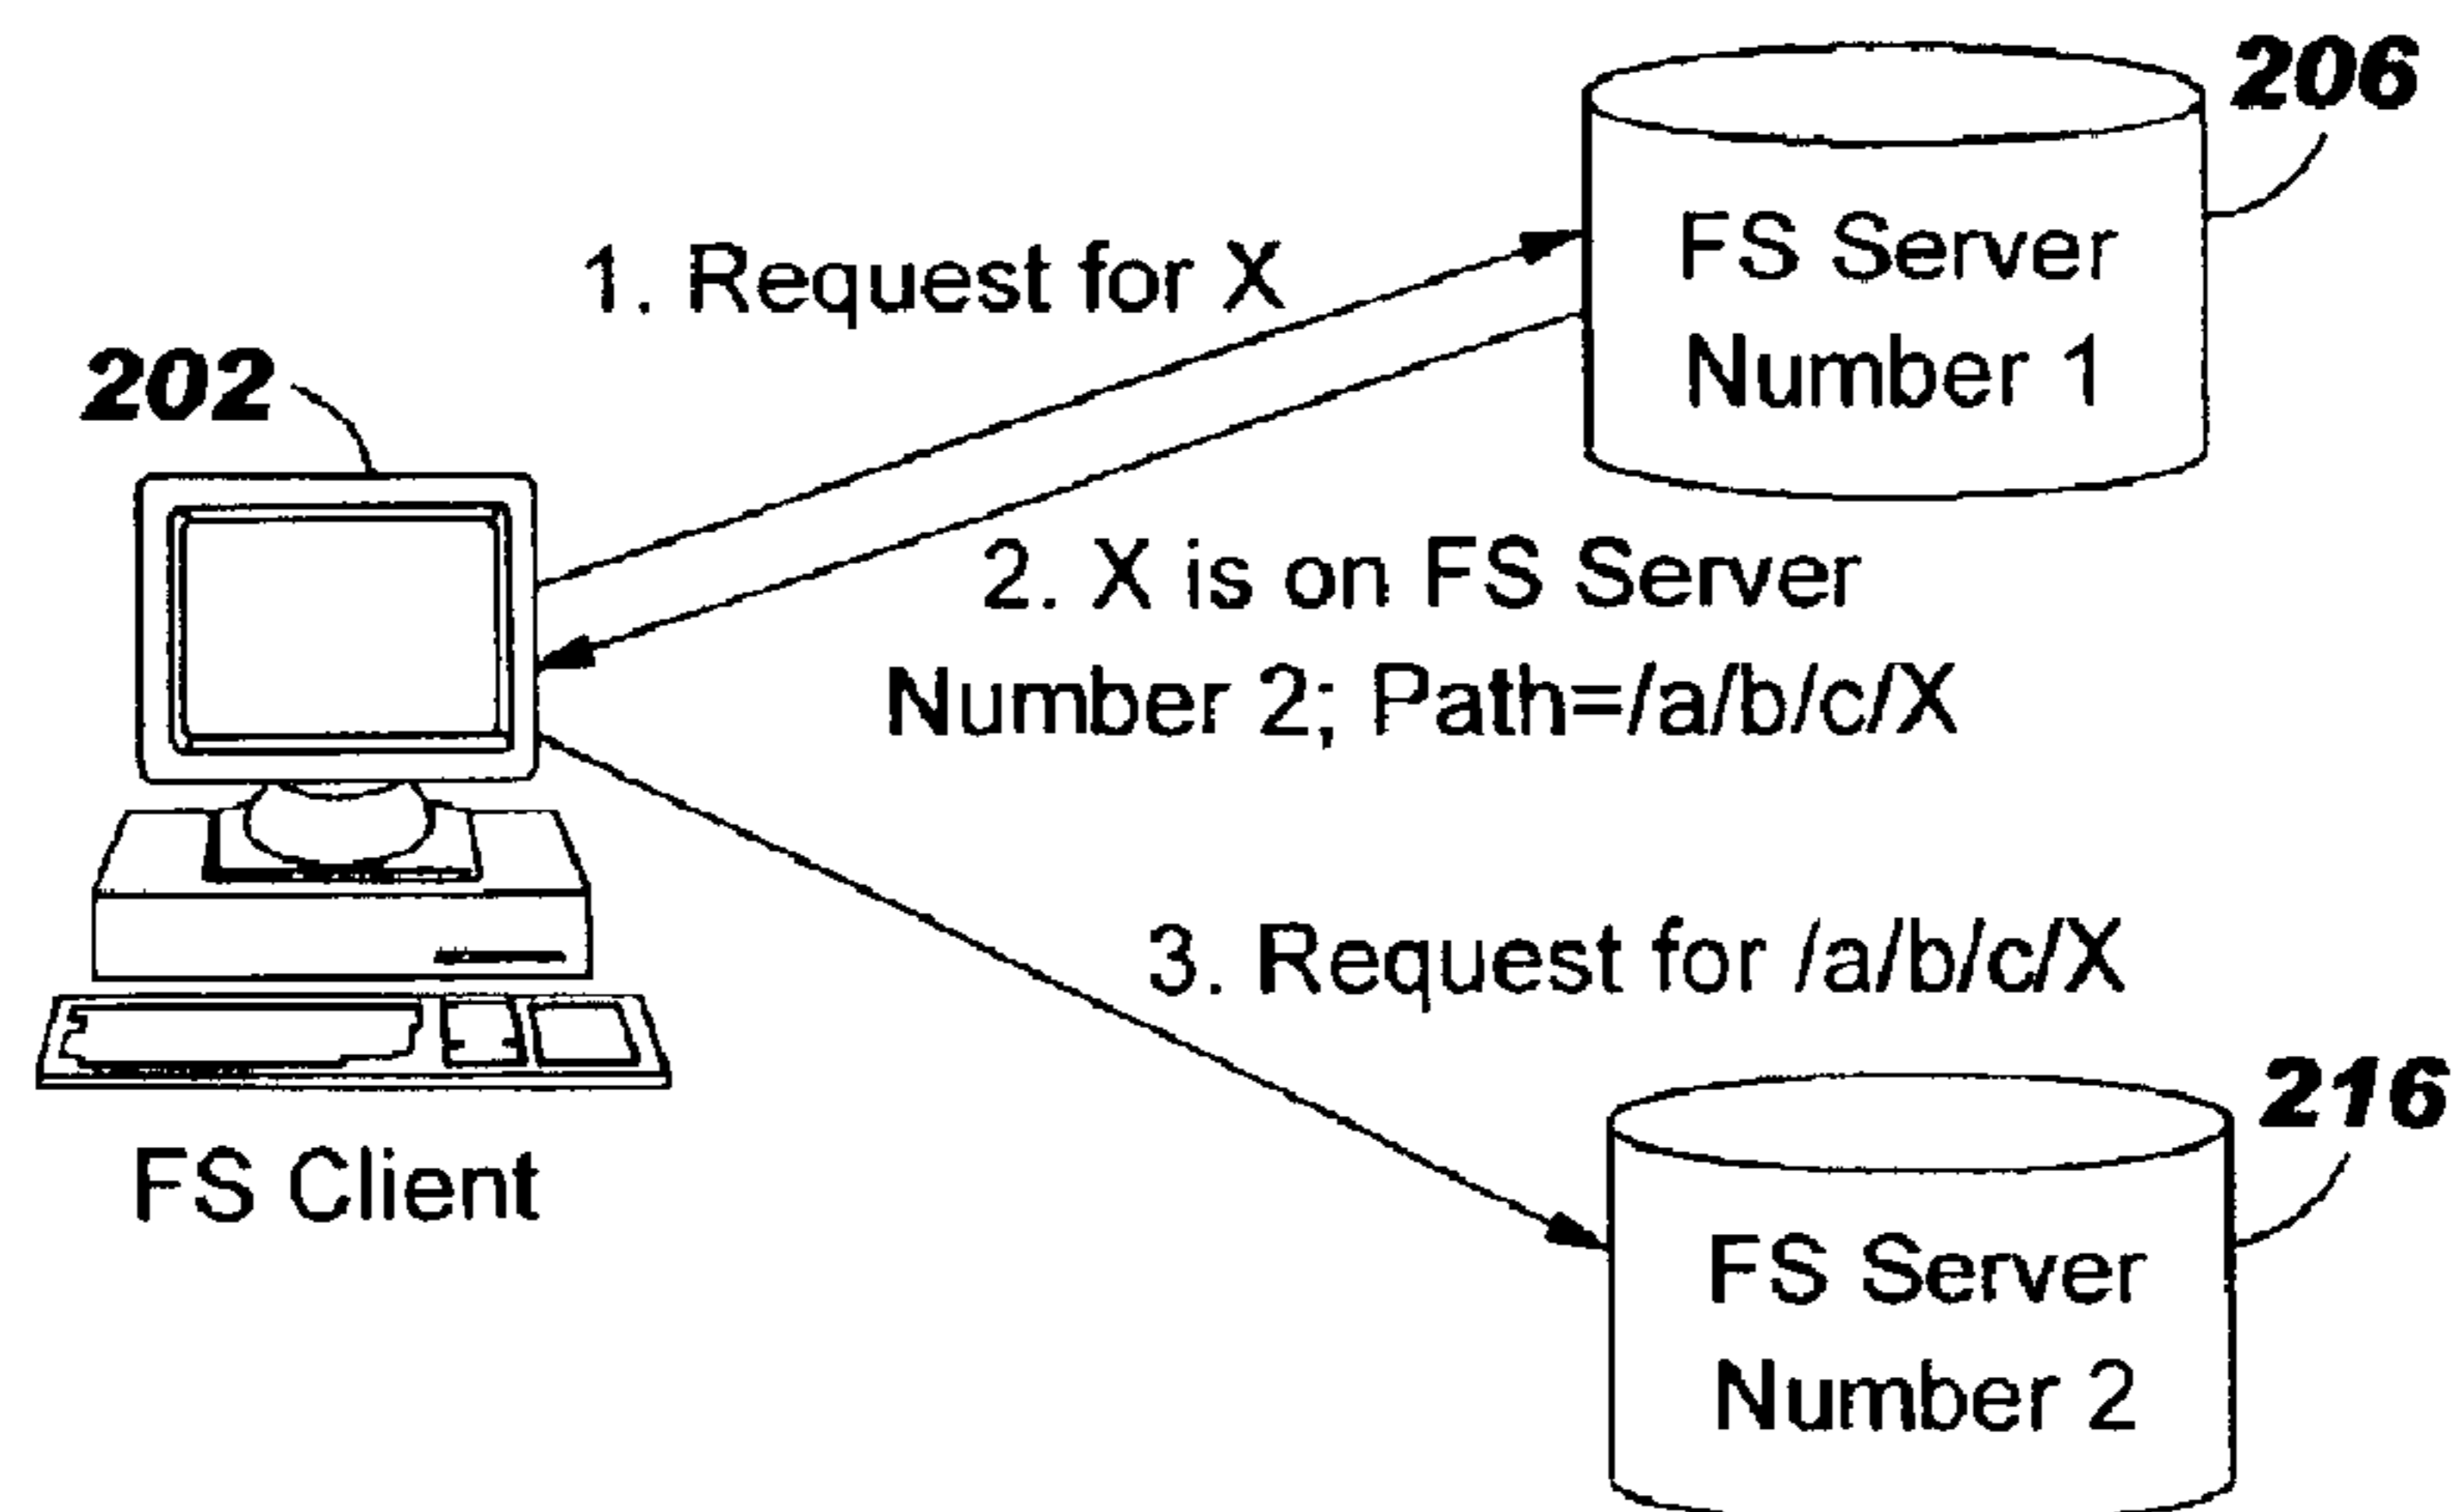 206
FS Server
Number 1
1. Request for X
202
2. X is on FS Server
Number 2; Path=/a/b/c/X
3. Request for /a/b/c/X
216
FS Client
FS Server
Number 2